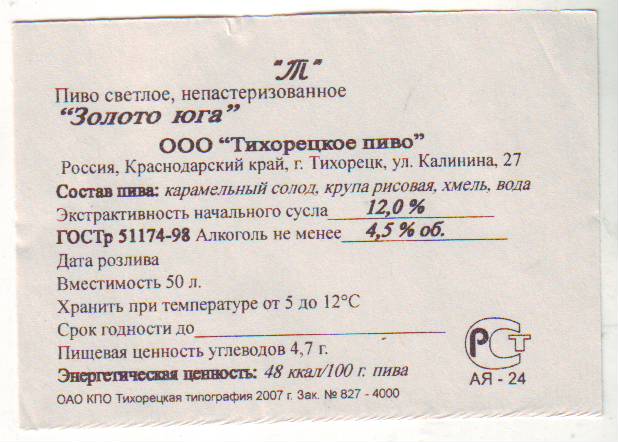 "Т"
Пиво светлое, непастеризованное
"Золото юга"
ООО "Тихорецкое пиво"
Россия, Краснодарский край, г. Тихорецк, ул. Калинина, 27
Состав пива: карамельный солод, крупа рисовая, хмель, вода
Экстрактивность начального сусла 12,0 %
ГОСТр 51174-98 Алкоголь не менее 4,5 % об.
Дата розлива
Вместимость 50 л.
Хранить при температуре от 5 до 12°С
Срок годности до
Пищевая ценность углеводов 4,7 г.
Энергетическая ценность: 48 ккал/100 г. пива
РСТ
АЯ - 24
ОАО КПО Тихорецкая типография 2007 г. Зак. № 827 - 4000